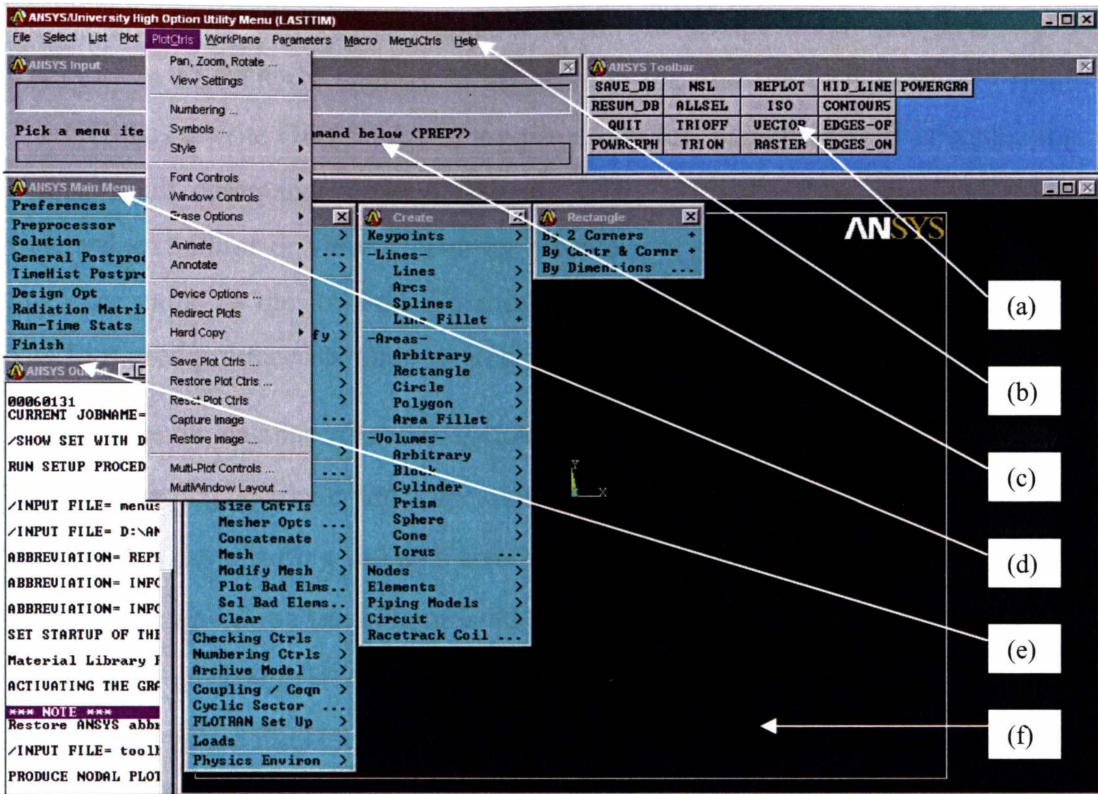 ANSYS/University High Option Utility Menu (LASTTIM)
File Select List Plot PlotCtrls WorkPlane Parameters Macro MenuCtrls Help
ANSYS Input
Pick a menu ite
mmand below <PREP7>
ANSYS Toolbar
SAVE_DB NSL REPLOT HID_LINE POWERGRA
RESUM_DB ALLSEL ISO CONTOUR5
QUIT TRIOFF VECTOR EDGES-OF
POWRGRPH TRION RASTER EDGES_ON
Pan, Zoom, Rotate ...
View Settings
Numbering ...
Symbols ...
Style
Font Controls
Window Controls
Erase Options
Animate
Annotate
Device Options ...
Redirect Plots
Hard Copy
Save Plot Ctrls ...
Restore Plot Ctrls ...
Reset Plot Ctrls
Capture Image
Restore Image ...
Multi-Plot Controls ...
MultiWindow Layout ...
ANSYS Main Menu
Preferences
Preprocessor
Solution
General Postpro
TimeHist Postpr
Design Opt
Radiation Matri
Run-Time Stats
Finish
fy >
Size Cntrls >
Mesher Opts ...
Concatenate >
Mesh >
Modify Mesh >
Plot Bad Elms..
Sel Bad Elems..
Clear >
Checking Ctrls >
Numbering Ctrls >
Archive Model >
Coupling / Ceqn >
Cyclic Sector ...
FLOTRAN Set Up >
Loads >
Physics Environ >
Create
Keypoints >
-Lines-
Lines >
Arcs >
Splines >
Line Fillet +
-Areas-
Arbitrary >
Rectangle >
Circle >
Polygon >
Area Fillet +
-Volumes-
Arbitrary >
Block >
Cylinder >
Prism >
Sphere >
Cone >
Torus ...
Nodes >
Elements >
Piping Models >
Circuit >
Racetrack Coil ...
Rectangle
By 2 Corners +
By Centr & Cornr +
By Dimensions ...
ANSYS
Y
X
ANSYS Output
00060131
CURRENT JOBNAME=
/SHOW SET WITH D
RUN SETUP PROCED
/INPUT FILE= menus
/INPUT FILE= D:\AN
ABBREVIATION= REPL
ABBREVIATION= INFO
ABBREVIATION= INFO
SET STARTUP OF THE
Material Library
ACTIVATING THE GRA
*** NOTE ***
Restore ANSYS abbr
/INPUT FILE= toolb
PRODUCE NODAL PLOT
(a)
(b)
(c)
(d)
(e)
(f)